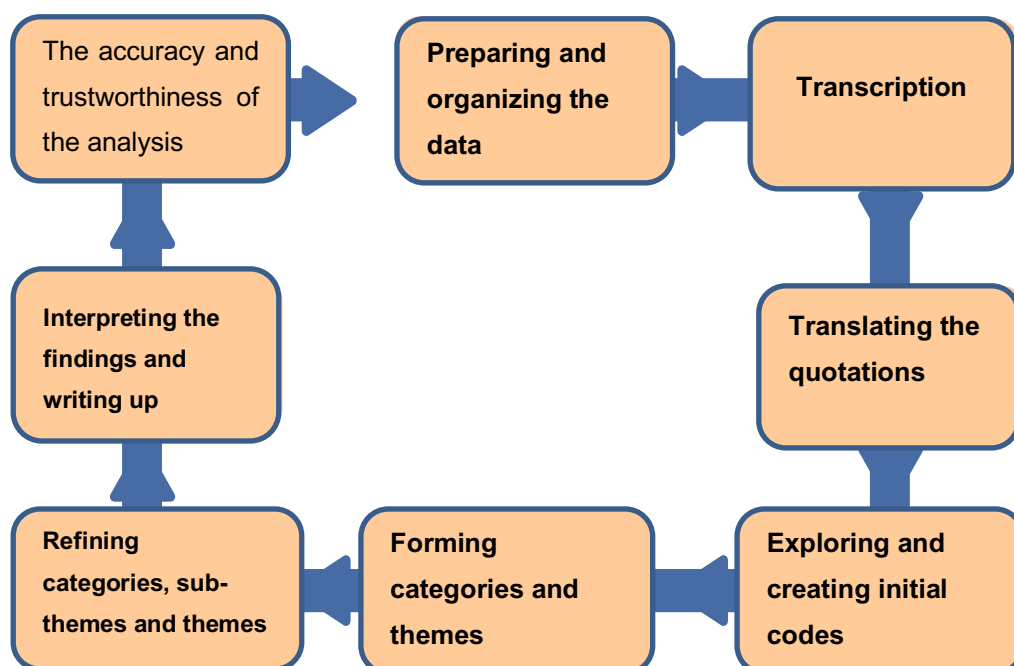 The accuracy and
trustworthiness of
the analysis
Preparing and
organizing the
data
Transcription
Interpreting the
findings and
writing up
Translating the
quotations
Refining
categories, sub-
themes and themes
Forming
categories and
themes
Exploring and
creating initial
codes